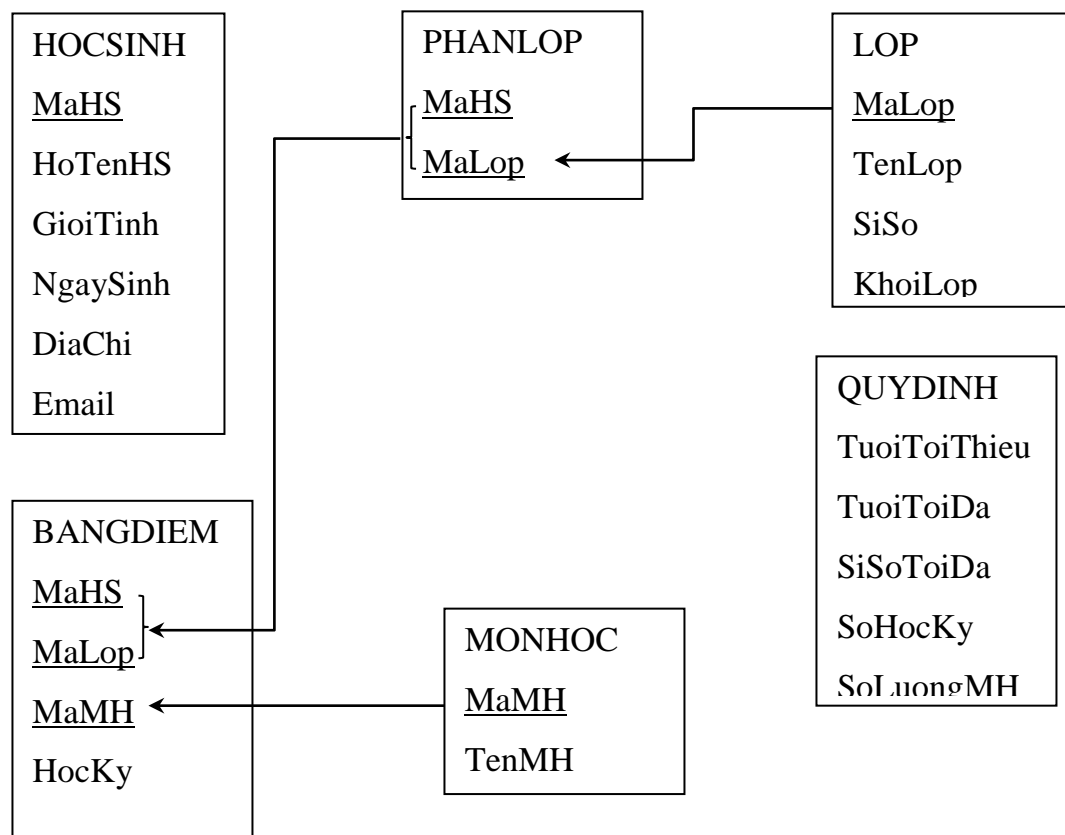 HOCSINH
MaHS
HoTenHS
GioiTinh
NgaySinh
DiaChi
Email
PHANLOP
MaHS
MaLop
LOP
MaLop
TenLop
SiSo
KhoiLop
QUYDINH
TuoiToiThieu
TuoiToiDa
SiSoToiDa
SoHocKy
SoLuongMH
BANGDIEM
MaHS
MaLop
MaMH
HocKy
MONHOC
MaMH
TenMH